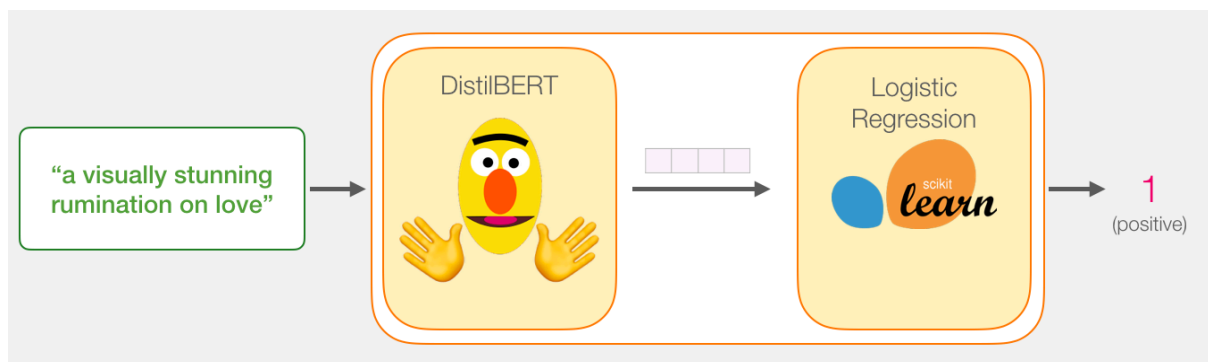 “a visually stunning
rumination on love”
DistilBERT
Logistic
Regression
scikit
learn
1
(positive)